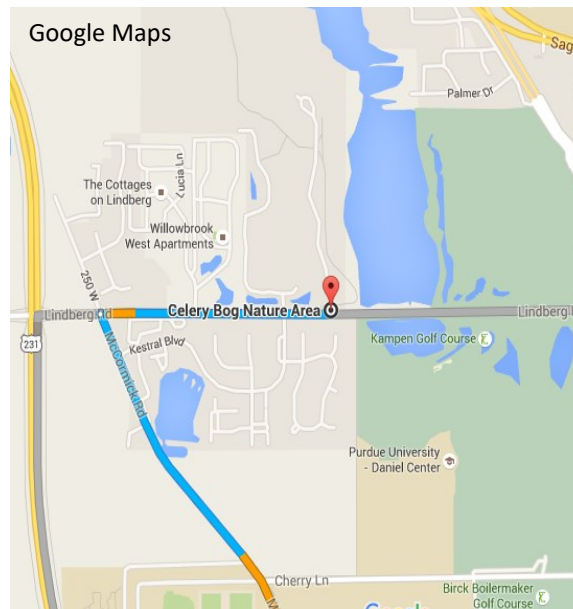 Google Maps
Sag
Palmer Dr
Lucia Ln
The Cottages
on Lindberg
Willowbrook
West Apartments
250 W
Lindberg Rd
Celery Bog Nature Area
Lindberg
231
Kestral Blvd
McCormick Rd
Kampen Golf Course
Purdue University
- Daniel Center
Cherry Ln
M
Birck Boilermaker
Golf Course